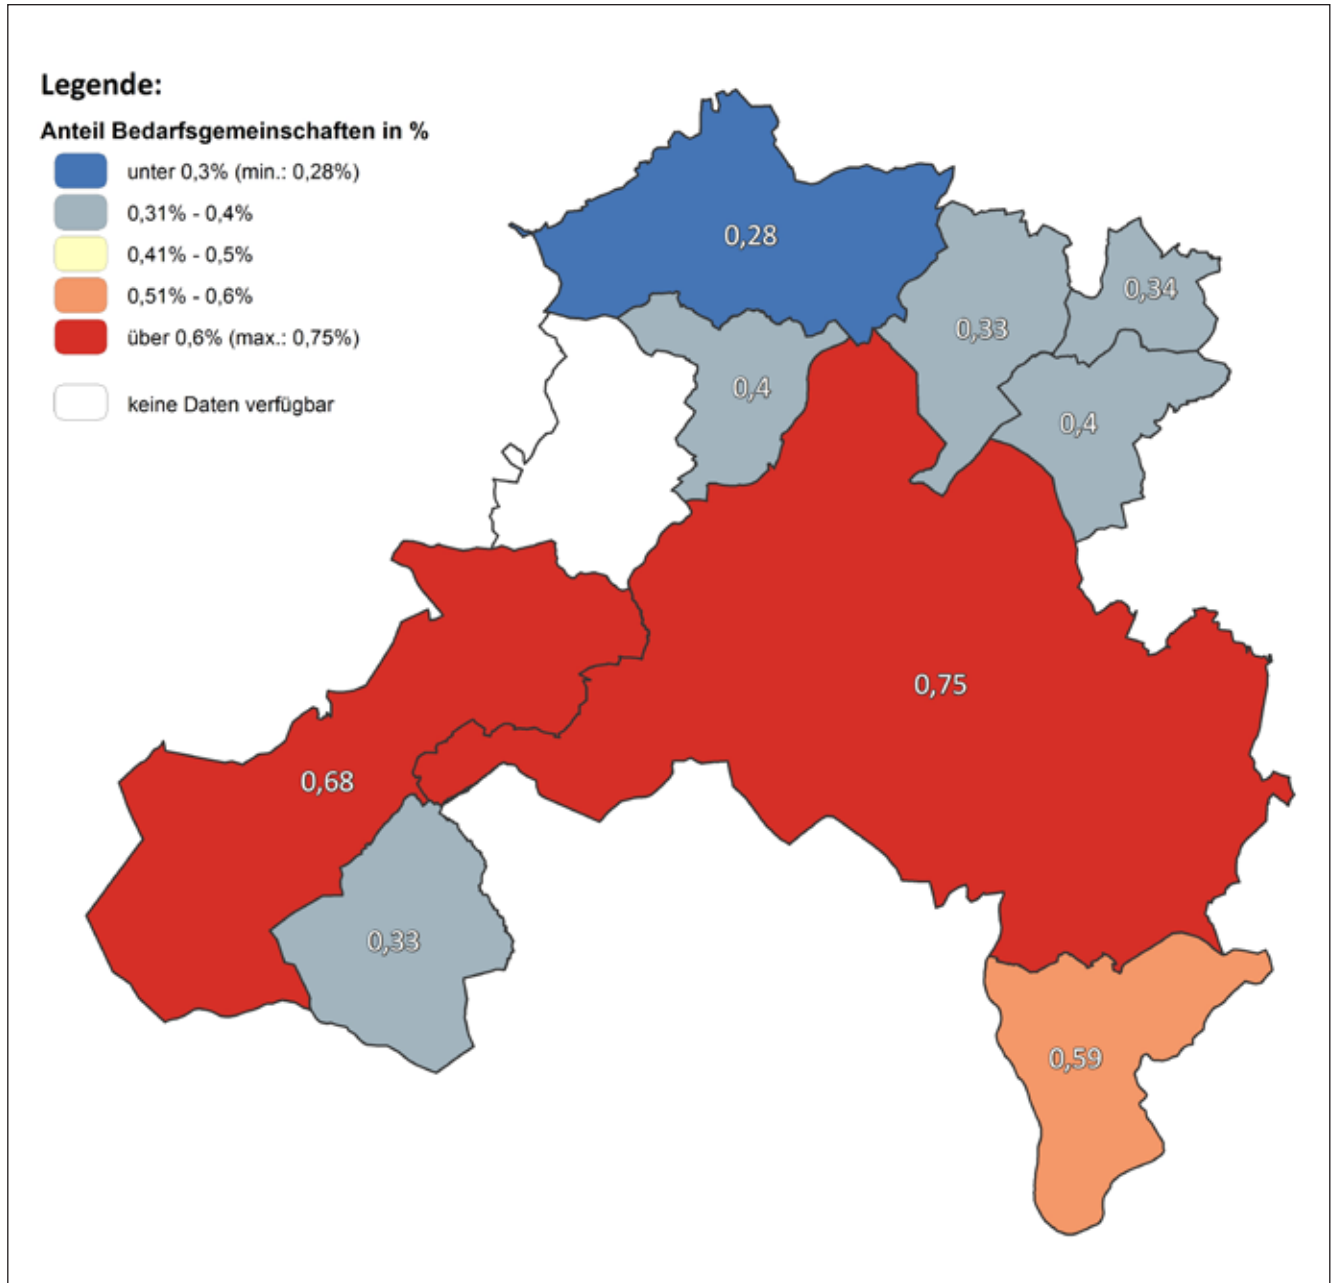 Legende:
Anteil Bedarfsgemeinschaften in %
unter 0,3% (min.: 0,28%)
0,31% - 0,4%
0,41% - 0,5%
0,51% - 0,6%
über 0,6% (max.: 0,75%)
keine Daten verfügbar
0,28
0,34
0,33
0,4
0,4
0,75
0,68
0,33
0,59